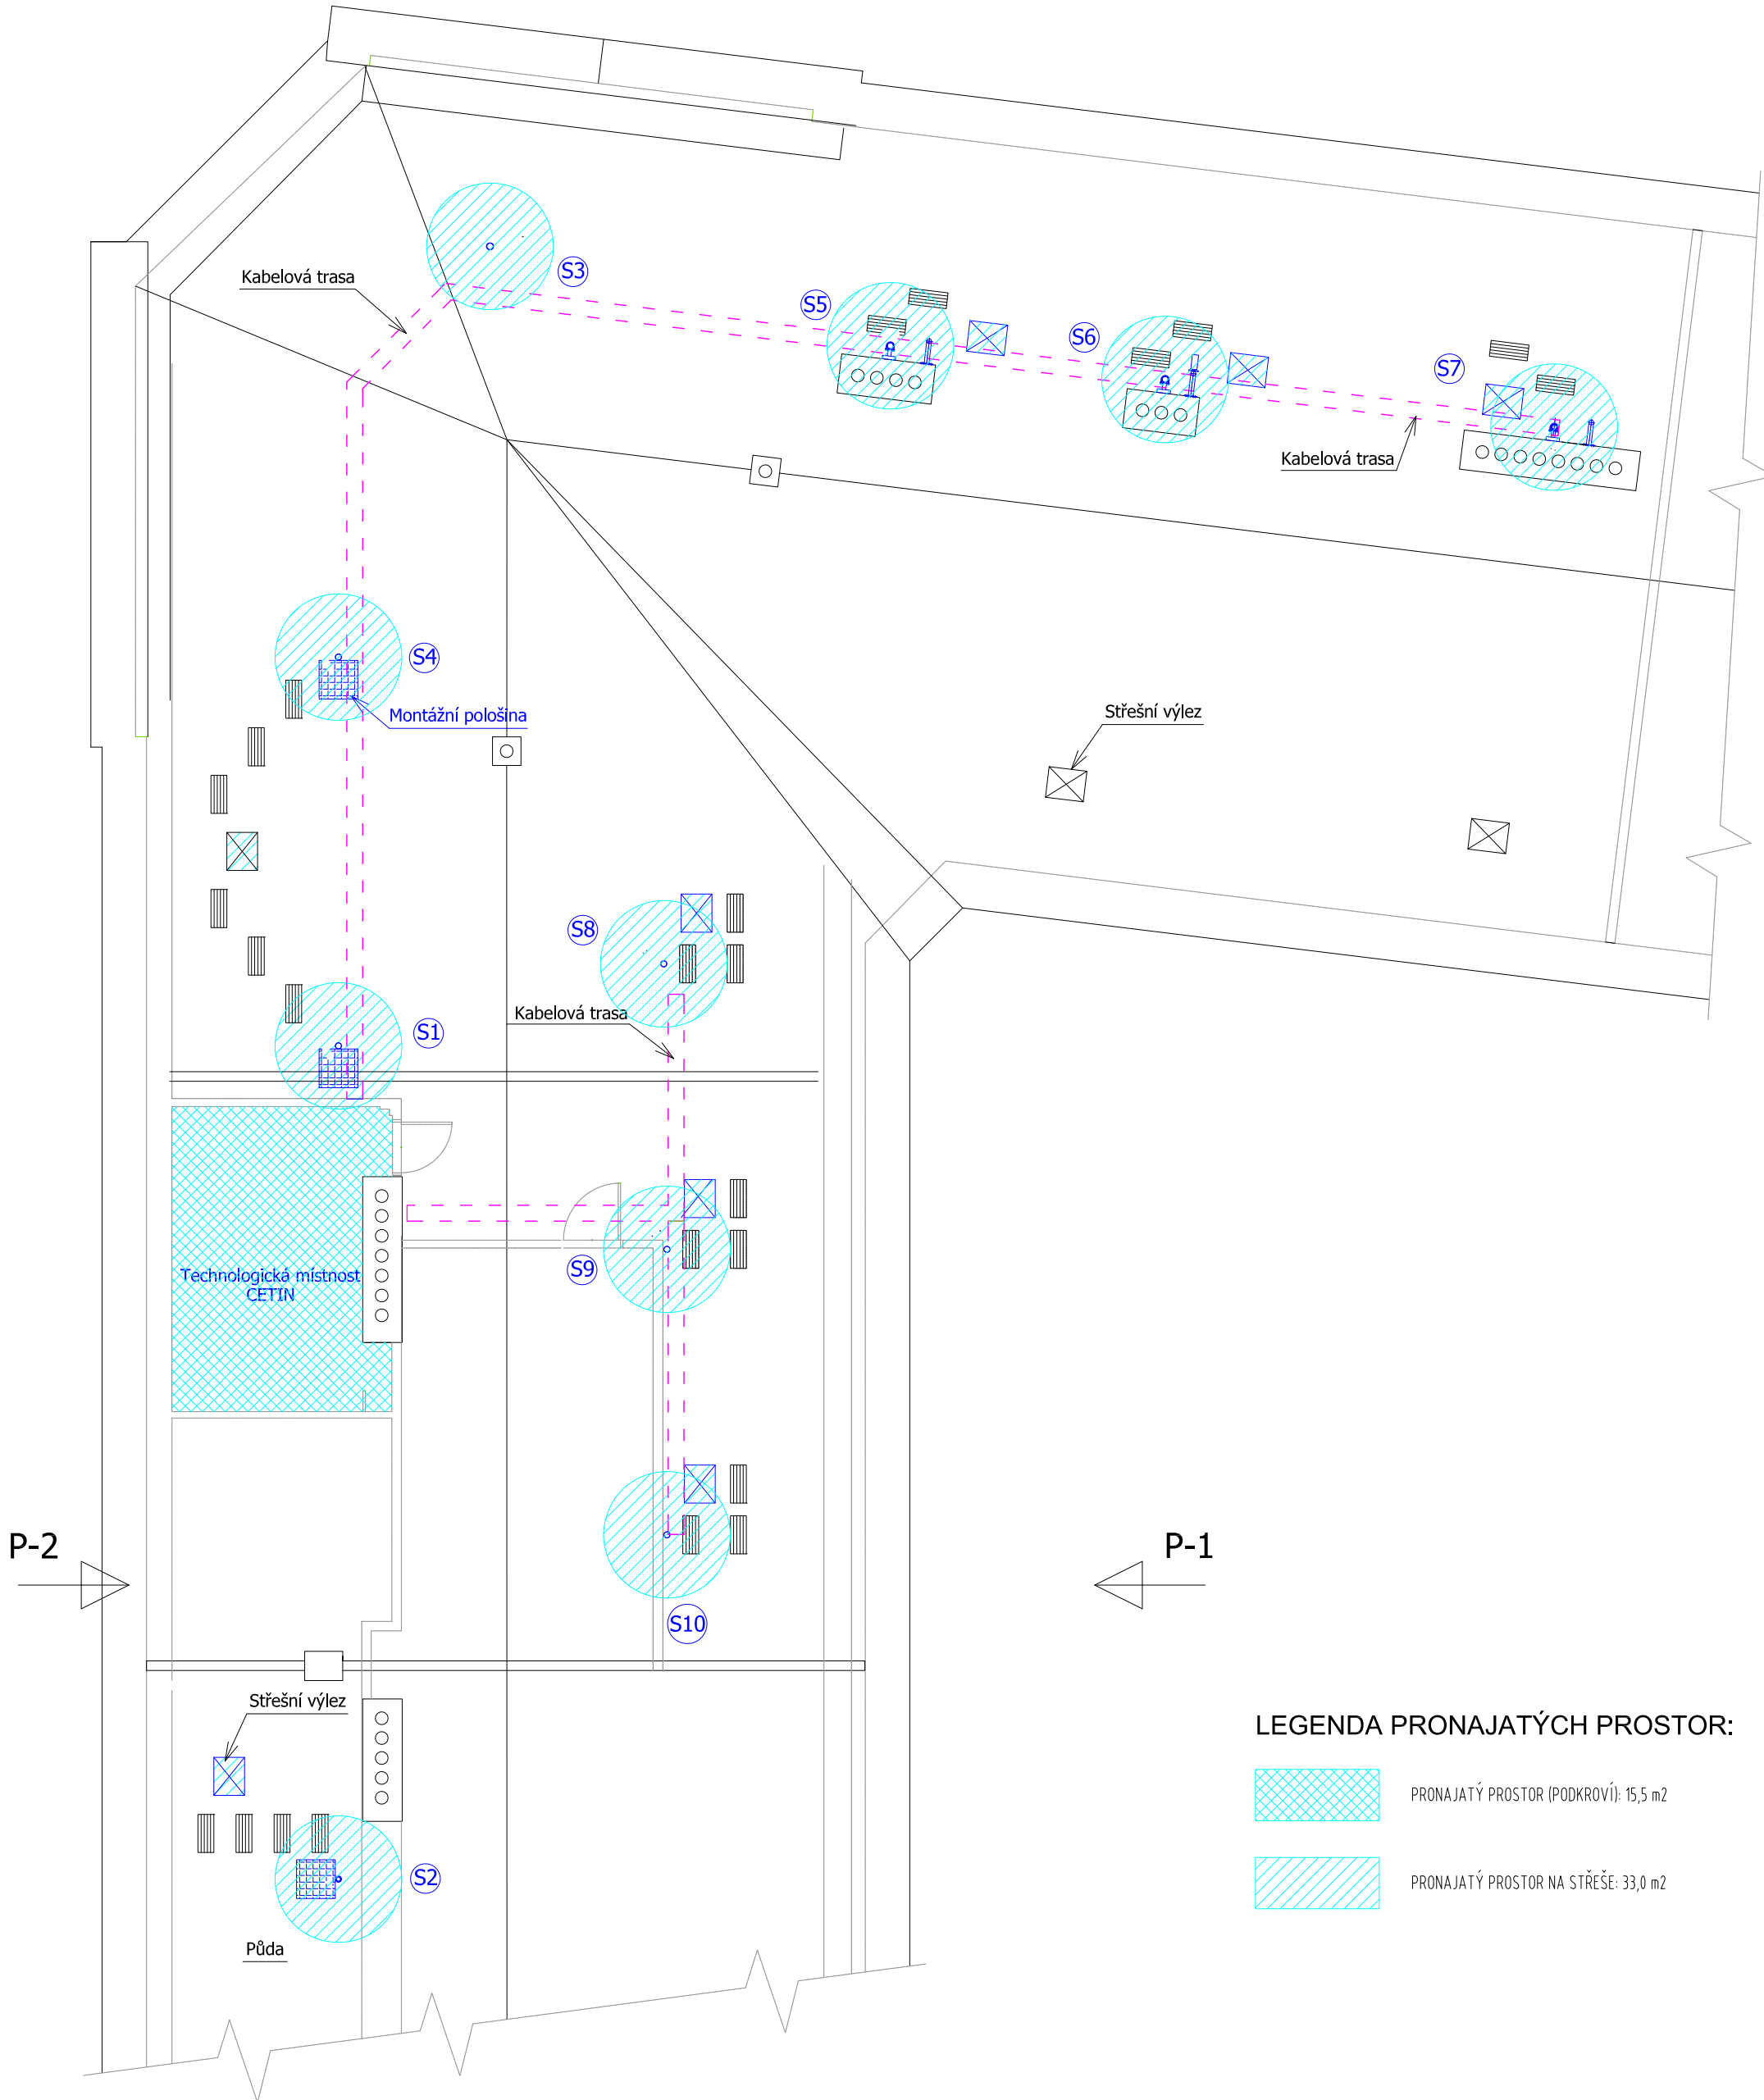 S3
Kabelová trasa
S5
S6
S7
Kabelová trasa
S4
Montážní pološina
Střešní výlez
S8
Kabelová trasa
S1
S9
Technologická místnost
CETIN
P-2
P-1
S10
Střešní výlez
LEGENDA PRONAJATÝCH PROSTOR:
PRONAJATÝ PROSTOR (PODKROVÍ): 15,5 m2
S2
PRONAJATÝ PROSTOR NA STŘEŠE: 33,0 m2
Půda